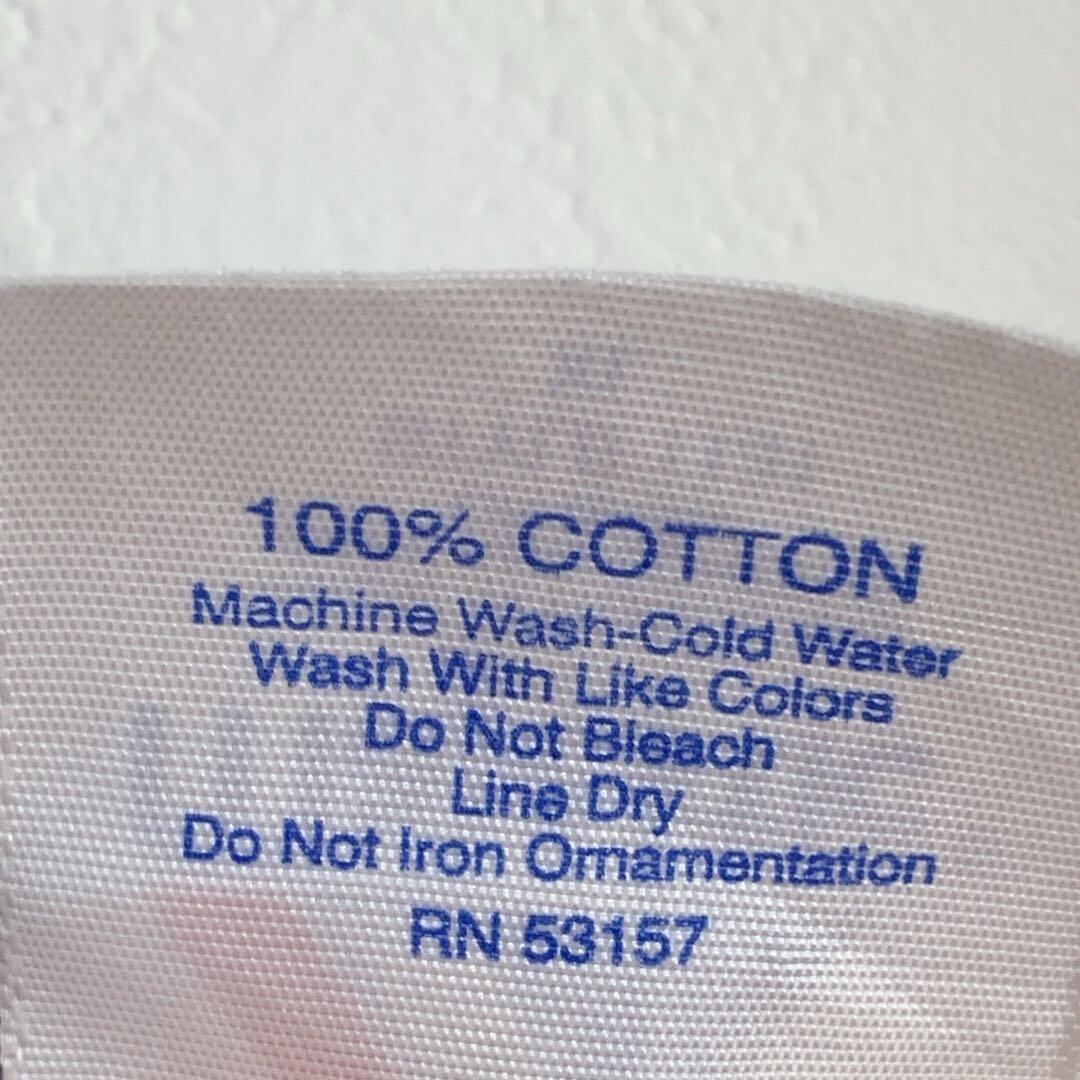 100% COTTON
Machine Wash-Cold Water
Wash With Like Colors
Do Not Bleach
Line Dry
Do Not Iron Ornamentation
RN 53157